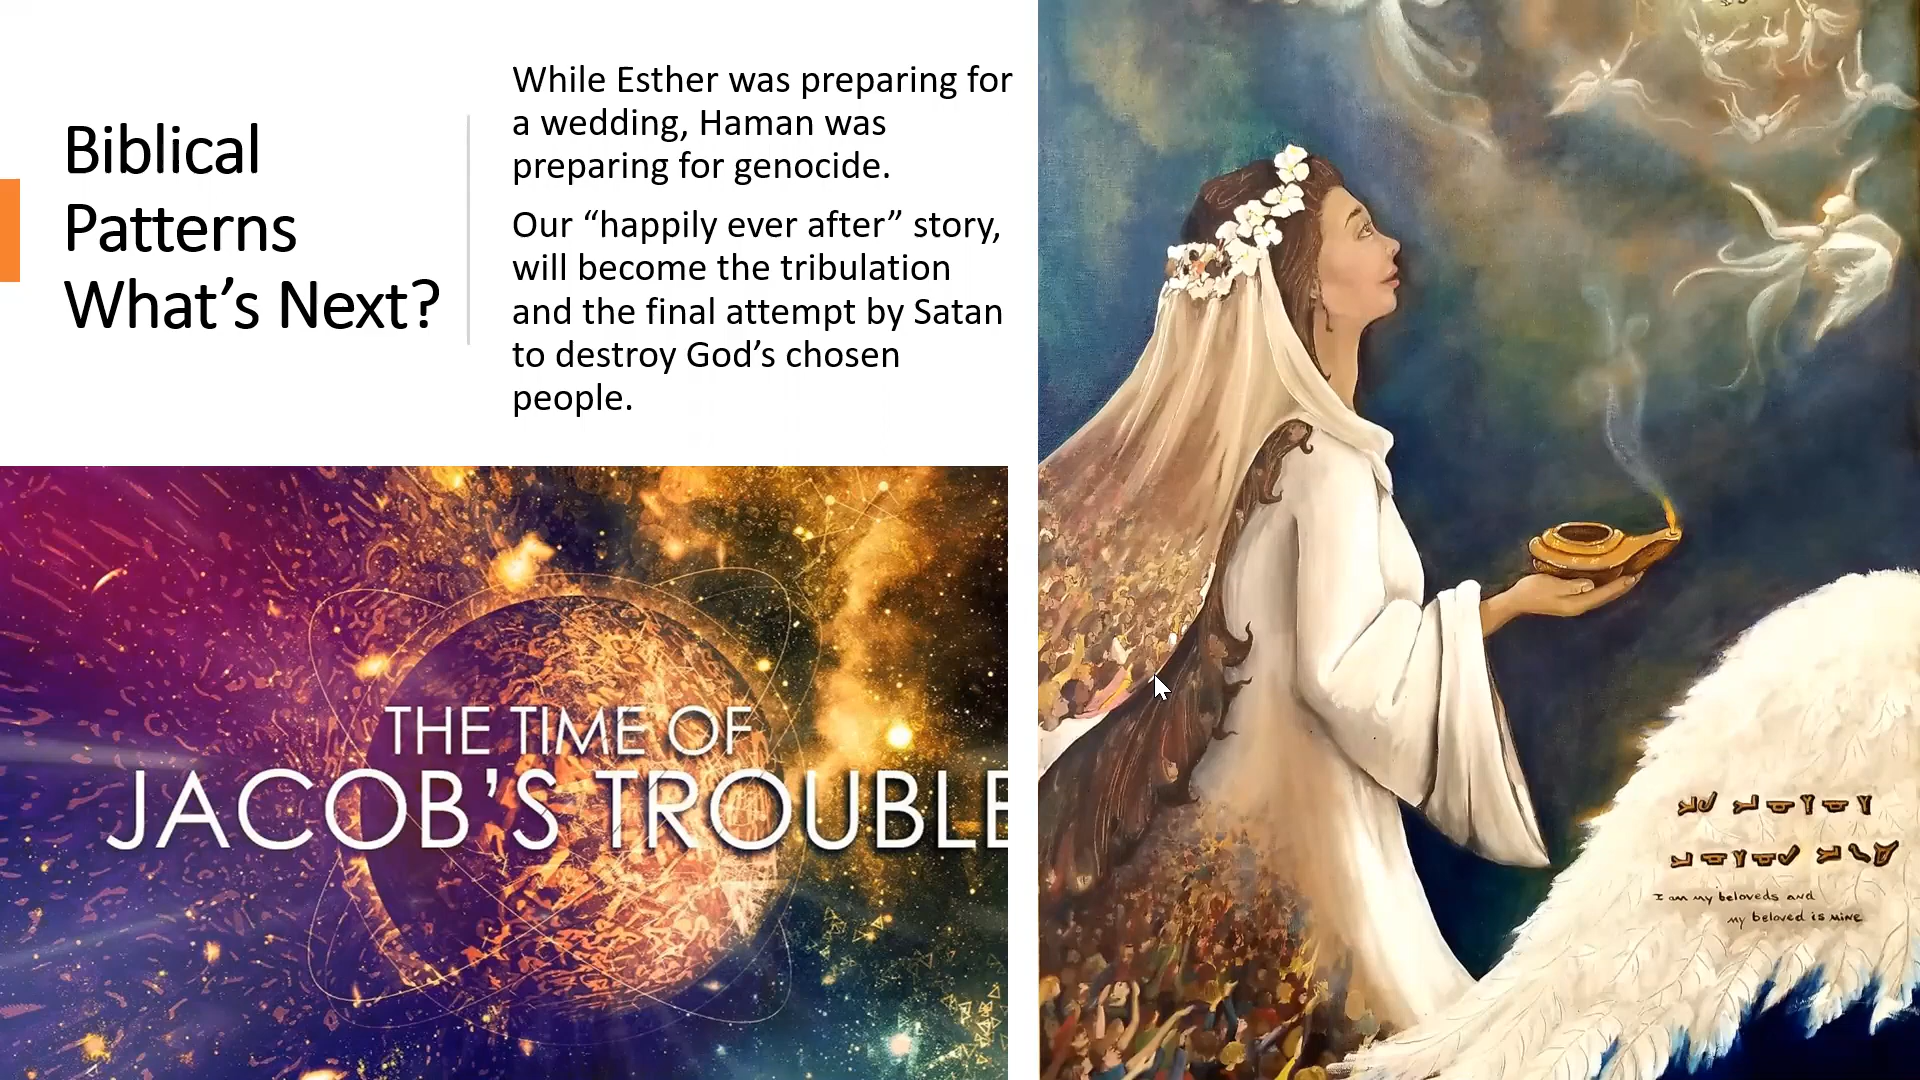 Biblical
Patterns
What’s Next?
While Esther was preparing for
a wedding, Haman was
preparing for genocide.
Our “happily ever after” story,
will become the tribulation
and the final attempt by Satan
to destroy God’s chosen
people.
THE TIME OF
JACOB’S TROUBLE
I am my beloveds and
my beloved is mine